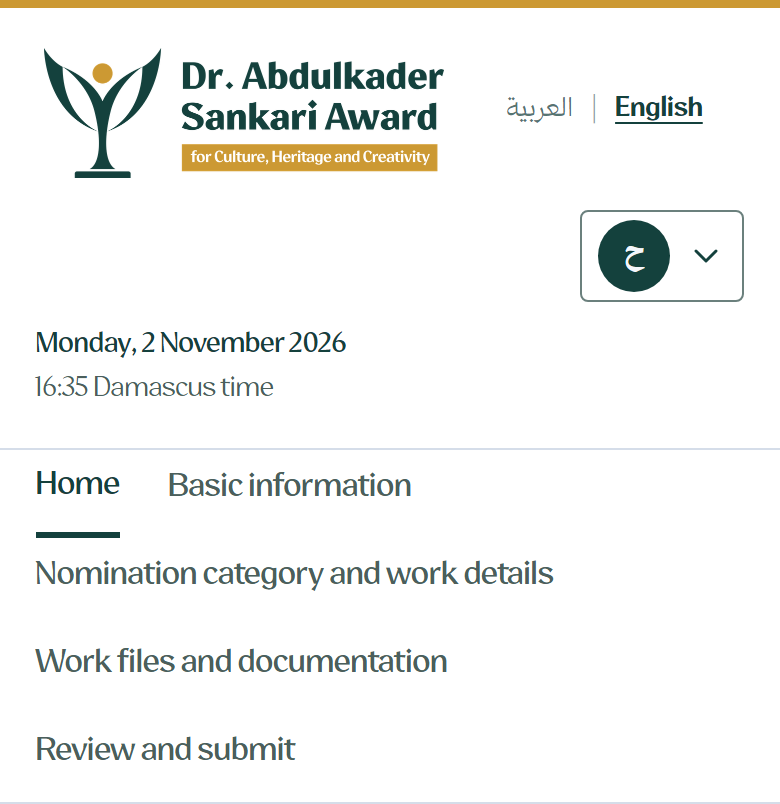 Dr. Abdulkader
Sankari Award
for Culture, Heritage and Creativity
العربية
English
ح
Monday, 2 November 2026
16:35 Damascus time
Home
Basic information
Nomination category and work details
Work files and documentation
Review and submit